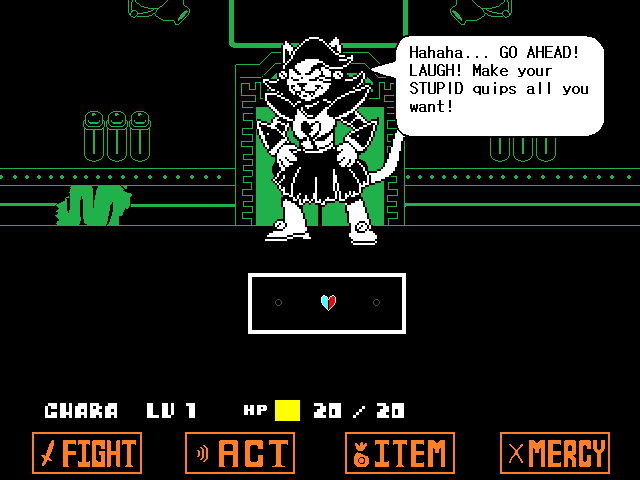 Hahaha... GO AHEAD!
LAUGH! Make your
STUPID quips all you
want!
CHARA LV 1 HP 20 / 20
FIGHT ACT ITEM MERCY